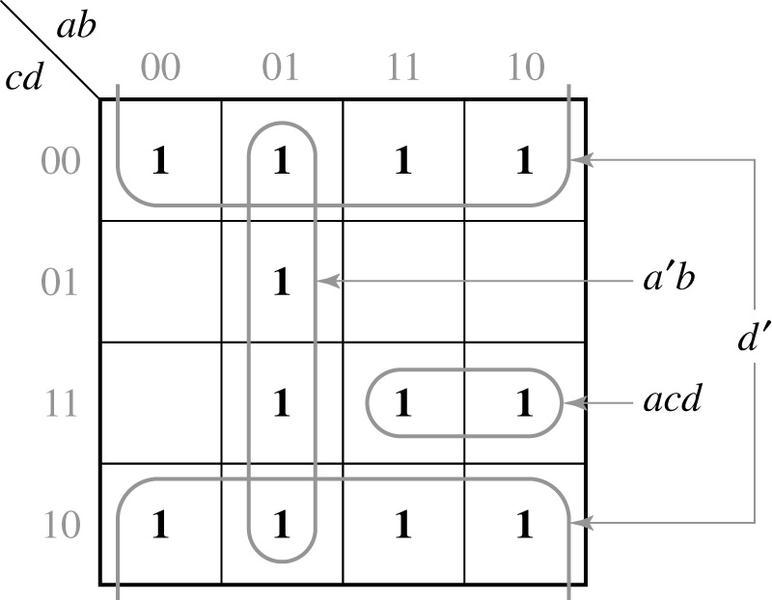 ab
cd
00 01 11 10
00 1 1 1 1
01 1 a′b
d′
11 1 1 1 acd
10 1 1 1 1